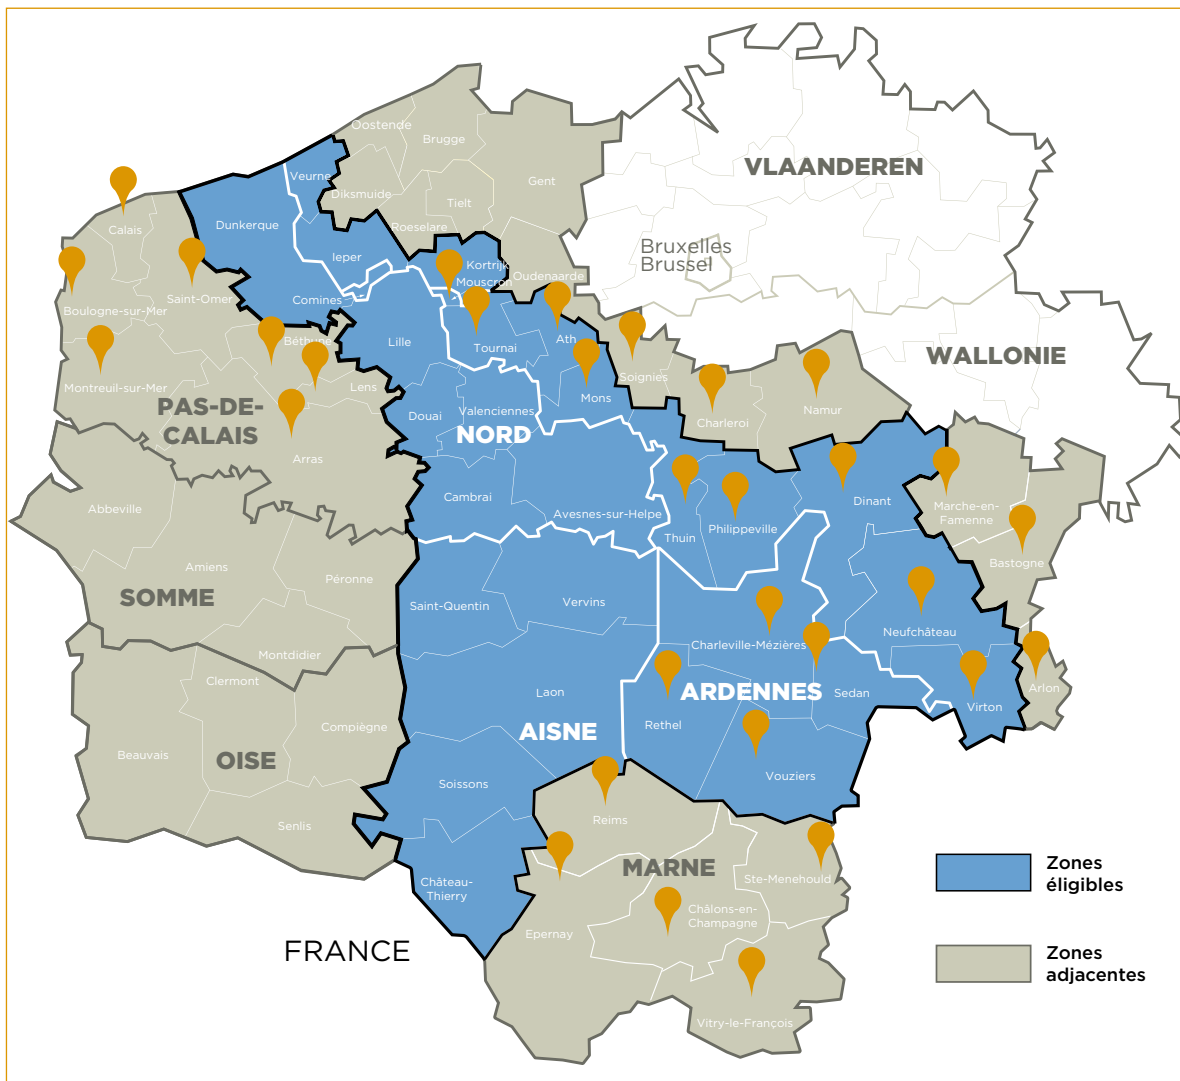 Oostende
Brugge
VLAANDEREN
Veurne
Gent
Diksmuide
Tielt
Dunkerque
Roeselare
Calais
Bruxelles
Brussel
Ieper
Kortrijk
Mouscron
Oudenaarde
Saint-Omer
Comines
Boulogne-sur-Mer
Béthune
Lille
Tournai
Ath
WALLONIE
Soignies
Montreuil-sur-Mer
Lens
Mons
Namur
PAS-DE-
CALAIS
Douai
Valenciennes
NORD
Charleroi
Arras
Cambrai
Dinant
Abbeville
Avesnes-sur-Helpe
Philippeville
Marche-en-
Famenne
Thuin
Bastogne
Amiens
Péronne
SOMME
Saint-Quentin
Vervins
Neufchâteau
Charleville-Mézières
Montdidier
Clermont
Laon
ARDENNES
Sedan
Arlon
Virton
Compiègne
AISNE
Rethel
Beauvais
OISE
Vouziers
Soissons
Senlis
Reims
MARNE
Ste-Menehould
Zones
éligibles
Château-
Thierry
Châlons-en-
Champagne
Epernay
FRANCE
Zones
adjacentes
Vitry-le-François